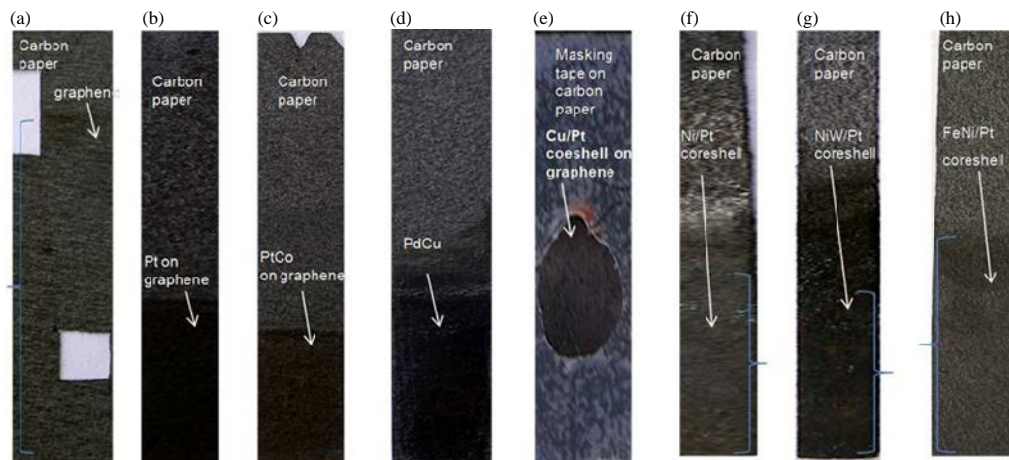 (a)
Carbon
paper
graphene
(b)
Carbon
paper
Pt on
graphene
(c)
Carbon
paper
PtCo
on graphene
(d)
Carbon
paper
PdCu
(e)
Masking
tape on
carbon
paper
Cu/Pt
coeshell on
graphene
(f)
Carbon
paper
Ni/Pt
coreshell
(g)
Carbon
paper
NiW/Pt
coreshell
(h)
Carbon
paper
FeNi/Pt
coreshell